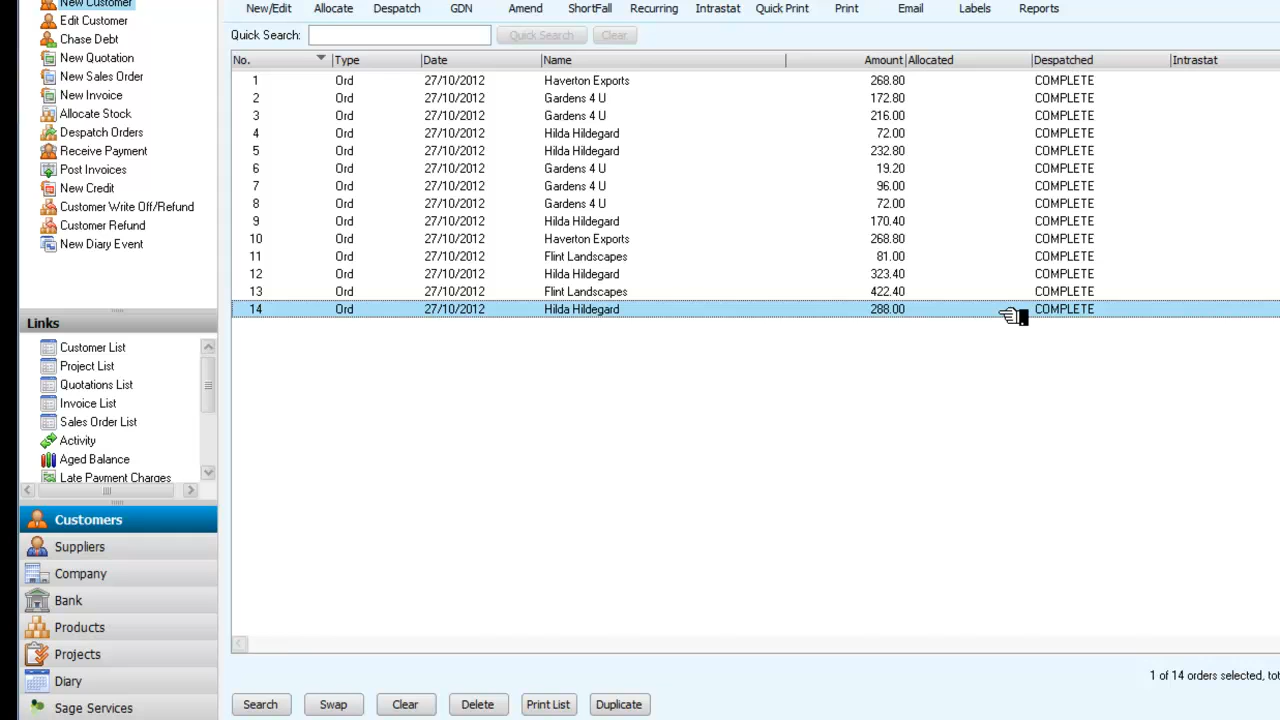 New Customer
Edit Customer
Chase Debt
New Quotation
New Sales Order
New Invoice
Allocate Stock
Despatch Orders
Receive Payment
Post Invoices
New Credit
Customer Write Off/Refund
Customer Refund
New Diary Event
Links
Customer List
Project List
Quotations List
Invoice List
Sales Order List
Activity
Aged Balance
Late Payment Charges
Customers
Suppliers
Company
Bank
Products
Projects
Diary
Sage Services
New/Edit Allocate Despatch GDN Amend ShortFall Recurring Intrastat Quick Print Print Email Labels Reports
Quick Search: Quick Search Clear
No. Type Date Name Amount Allocated Despatched Intrastat
1 Ord 27/10/2012 Haverton Exports 268.80 COMPLETE
2 Ord 27/10/2012 Gardens 4 U 172.80 COMPLETE
3 Ord 27/10/2012 Gardens 4 U 216.00 COMPLETE
4 Ord 27/10/2012 Hilda Hildegard 72.00 COMPLETE
5 Ord 27/10/2012 Hilda Hildegard 232.80 COMPLETE
6 Ord 27/10/2012 Gardens 4 U 19.20 COMPLETE
7 Ord 27/10/2012 Gardens 4 U 96.00 COMPLETE
8 Ord 27/10/2012 Gardens 4 U 72.00 COMPLETE
9 Ord 27/10/2012 Hilda Hildegard 170.40 COMPLETE
10 Ord 27/10/2012 Haverton Exports 268.80 COMPLETE
11 Ord 27/10/2012 Flint Landscapes 81.00 COMPLETE
12 Ord 27/10/2012 Hilda Hildegard 323.40 COMPLETE
13 Ord 27/10/2012 Flint Landscapes 422.40 COMPLETE
14 Ord 27/10/2012 Hilda Hildegard 288.00 COMPLETE
1 of 14 orders selected, tot
Search Swap Clear Delete Print List Duplicate